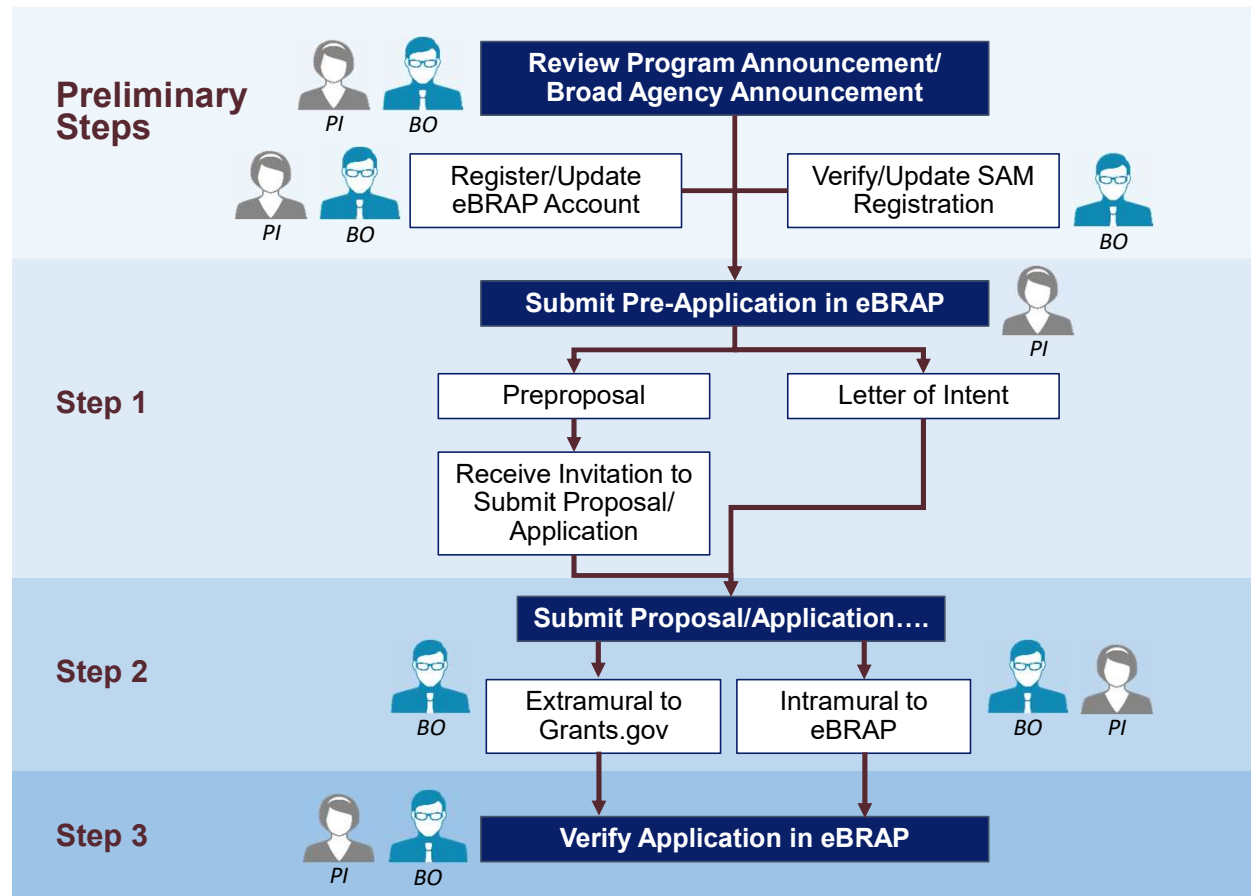 Preliminary
Steps
PI
BO
Review Program Announcement/
Broad Agency Announcement
PI
BO
Register/Update
eBRAP Account
Verify/Update SAM
Registration
BO
Step 1
Submit Pre-Application in eBRAP
PI
Preproposal
Letter of Intent
Receive Invitation to
Submit Proposal/
Application
Step 2
Submit Proposal/Application....
BO
Extramural to
Grants.gov
Intramural to
eBRAP
BO
PI
Step 3
PI
BO
Verify Application in eBRAP